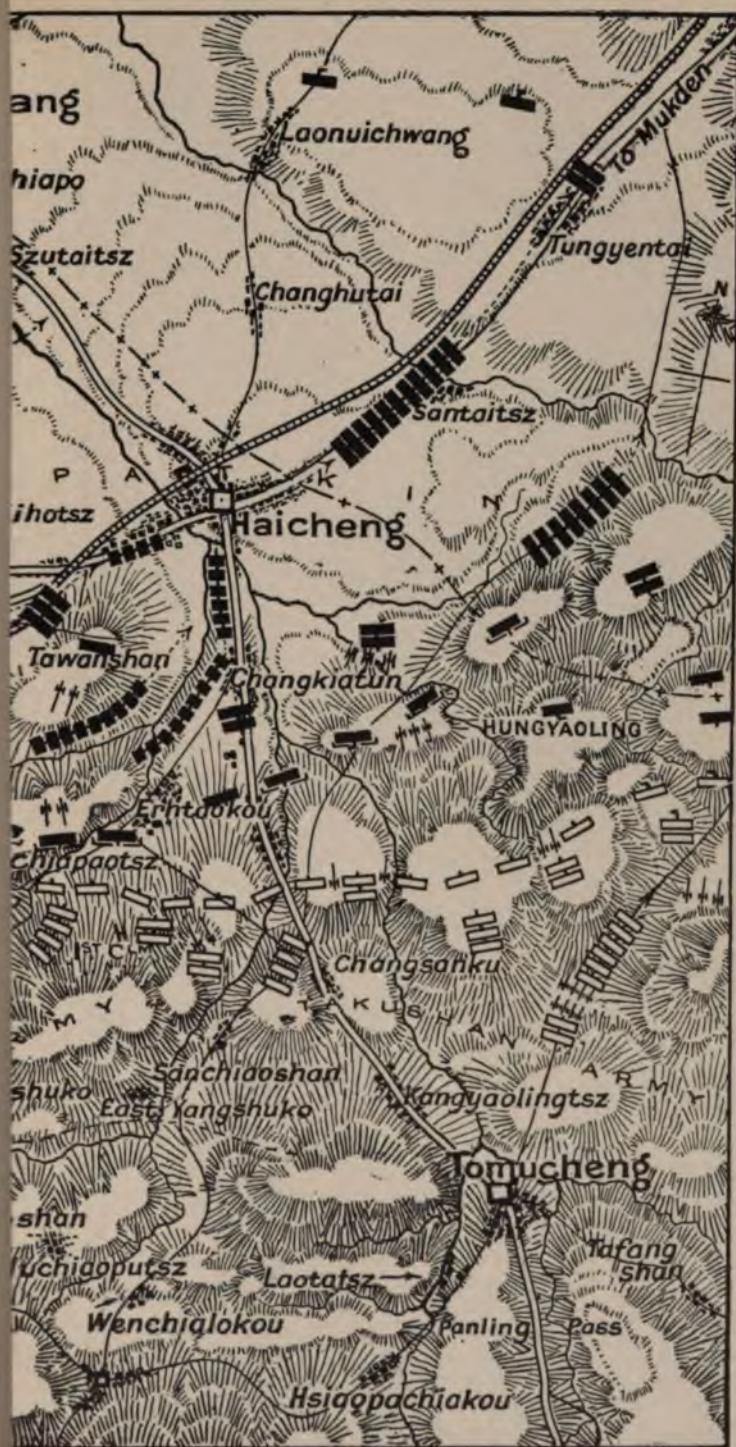 ang
Laonuichwang
To Mukden
hiapo
Szutaitsz
Tungyentai
Changhutai
N
Santaitsz
P A R T K I N
ihotsz
Haicheng
Tawanshan
Changkiatun
HUNGYAOLING
Erhtaokou
Chiapaotsz
1ST C
Changsanku
TAKUSHAN ARMY
MY
Sanchiaoshan
shuko
East Yangshuko
Kangyaolingtsz
Tomucheng
shan
Tafang
shan
Laotatsz
Wenchialokou
Panling Pass
Hsiaopachiakou